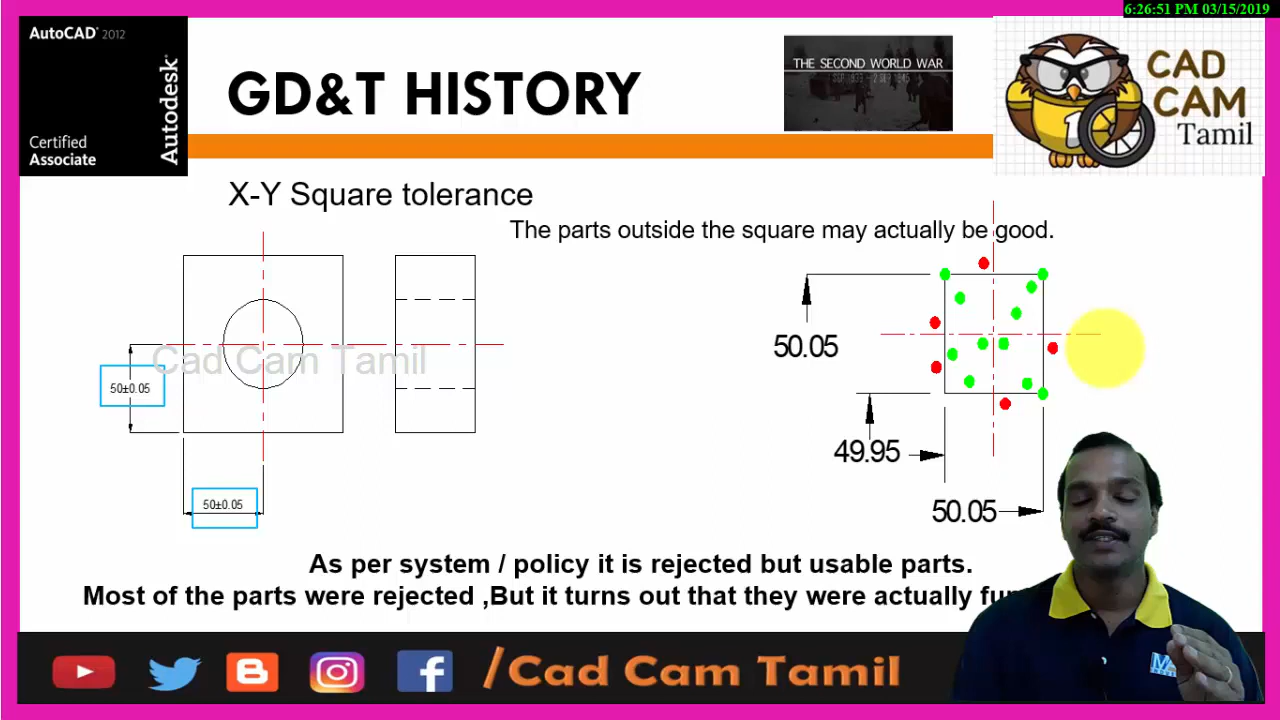 6:26:51 PM 03/15/2019
AutoCAD® 2012
Autodesk®
Certified
Associate
GD&T HISTORY
THE SECOND WORLD WAR
CAD
CAM
Tamil
1
X-Y Square tolerance
The parts outside the square may actually be good.
50.05
Cad Cam Tamil
50±0.05
49.95
50±0.05
50.05
As per system / policy it is rejected but usable parts.
Most of the parts were rejected ,But it turns out that they were actually
/Cad Cam Tamil